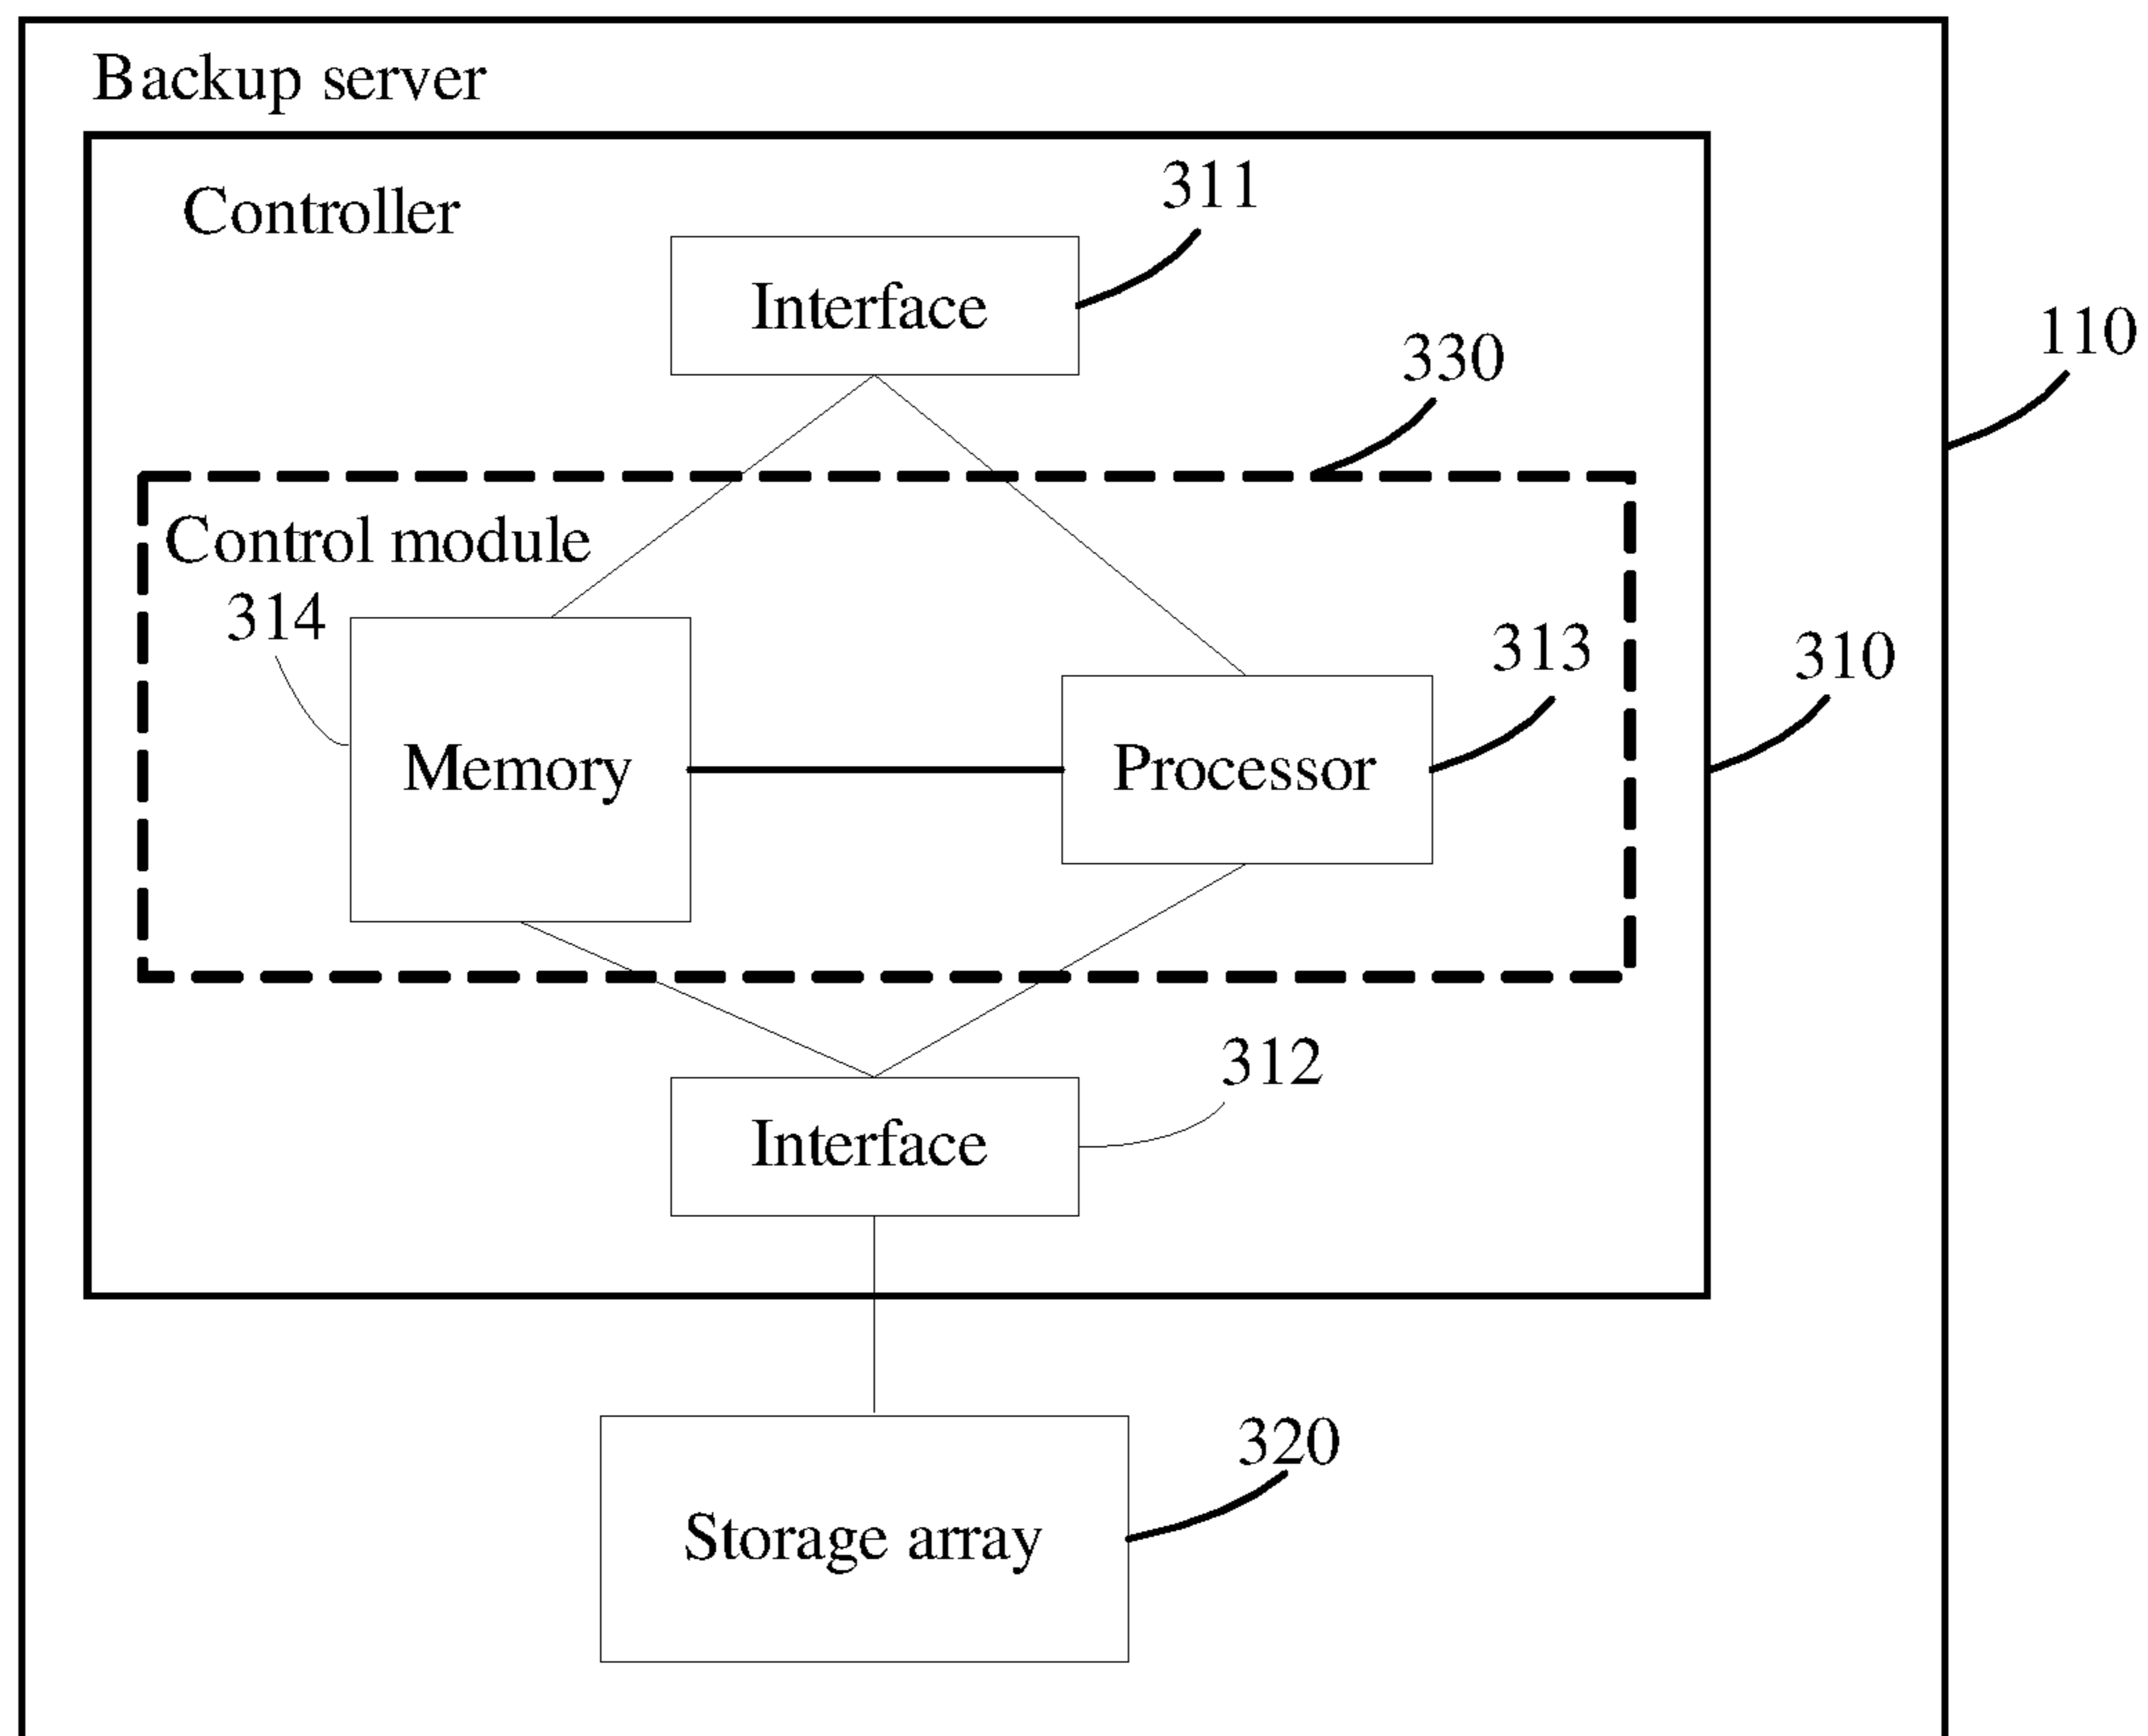 Backup server
Controller
311
Interface
110
330
Control module
314
313
310
Memory
Processor
312
Interface
320
Storage array